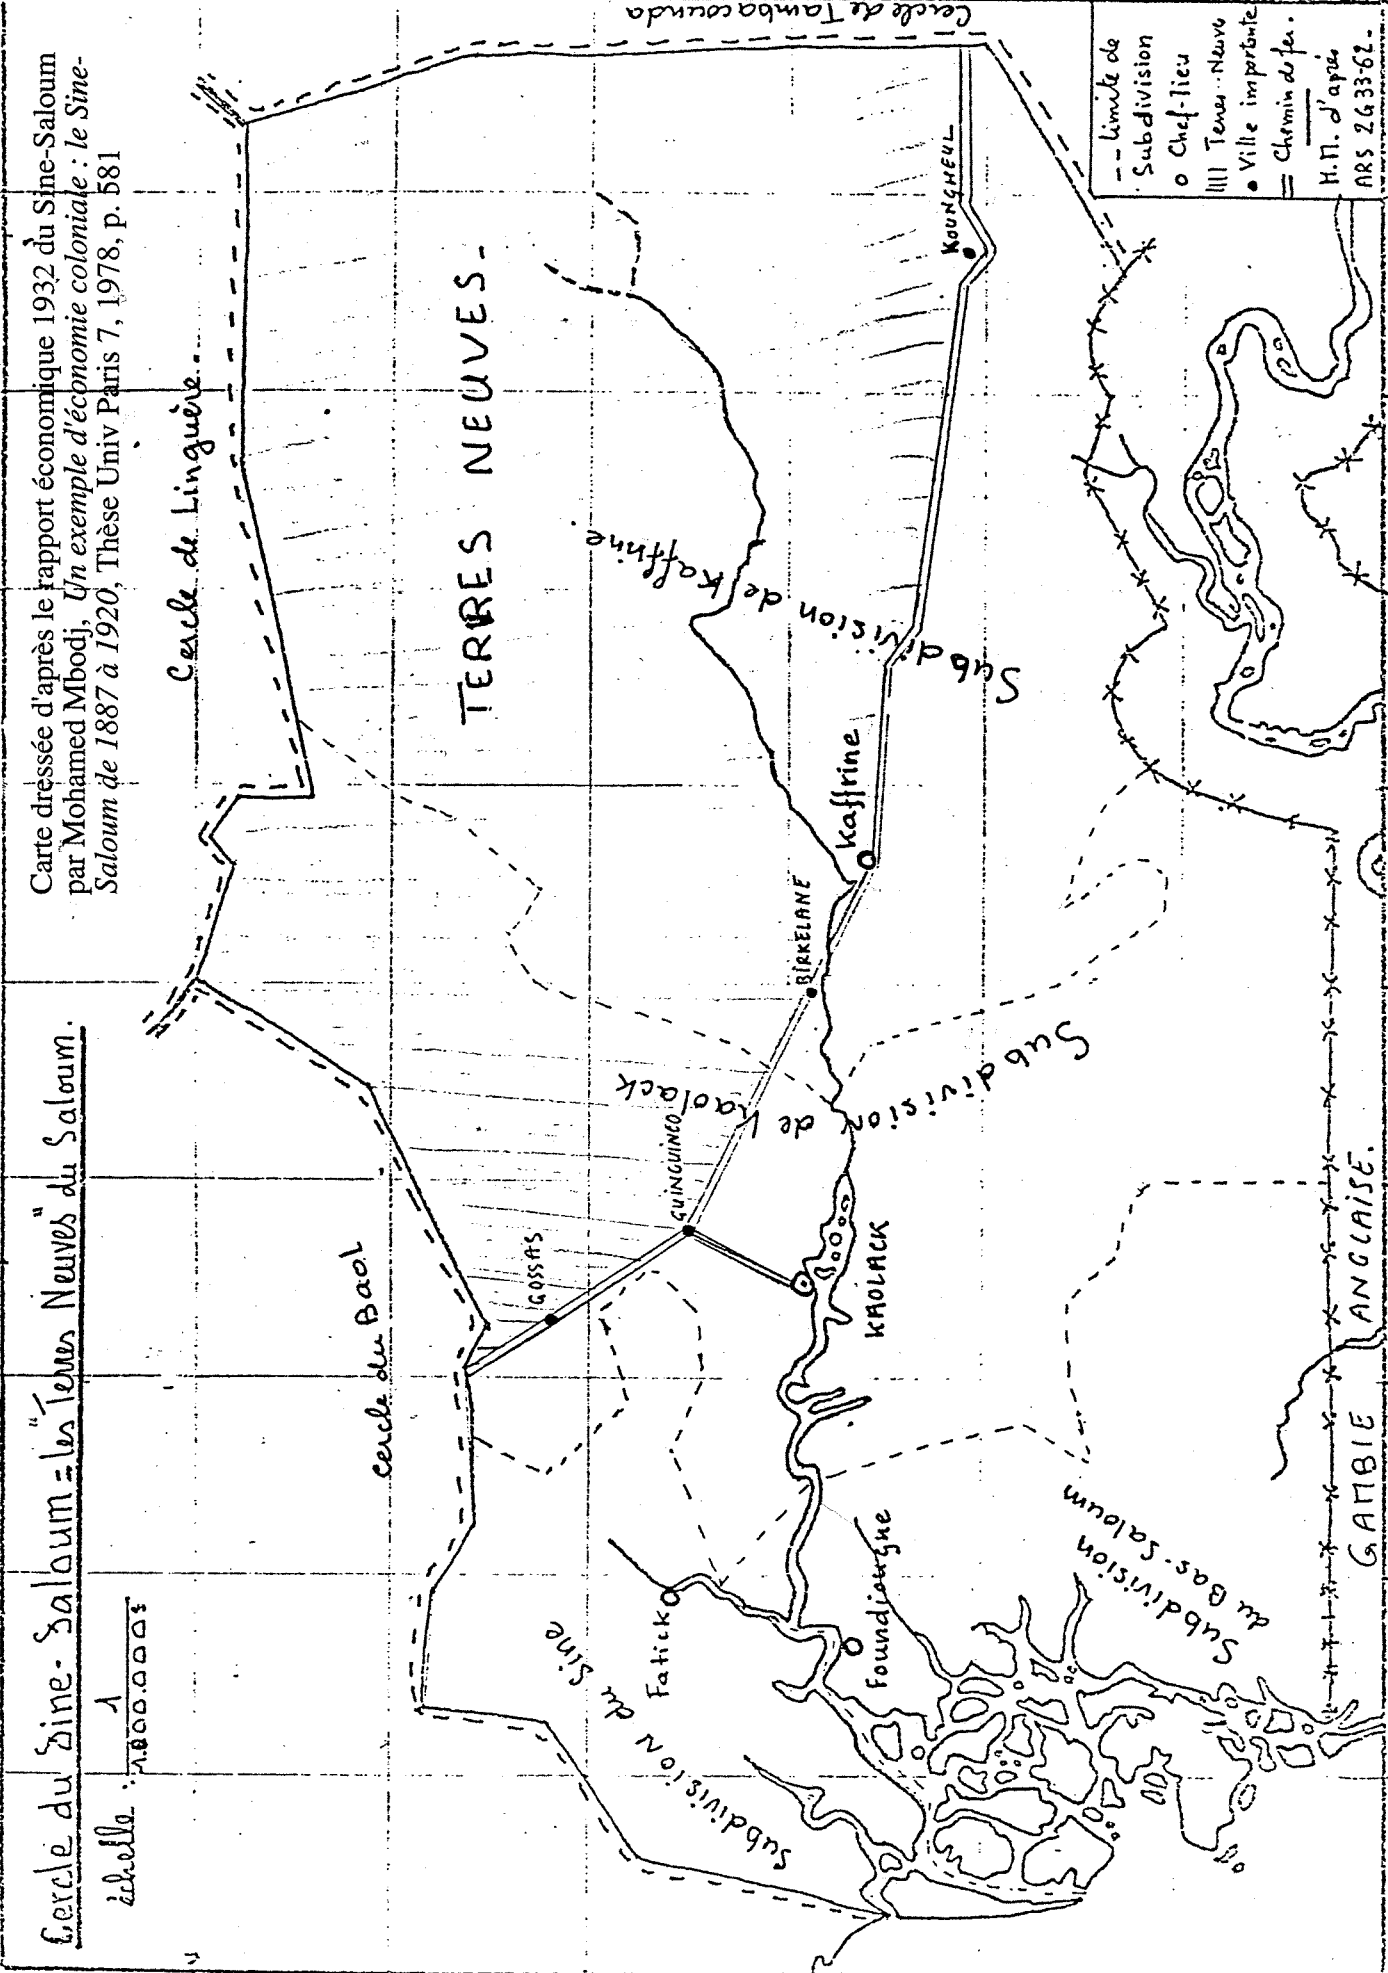 Cercle du Sine-Saloum = les "Terres Neuves" du Saloum.
échelle : 1
1.000.000e
Carte dressée d'après le rapport économique 1932 du Sine-Saloum
par Mohamed Mbodj, Un exemple d'économie coloniale : le Sine-
Saloum de 1887 à 1920, Thèse Univ Paris 7, 1978, p. 581
Cercle de Linguère.
Cercle du Baol
Cercle de Tambacounda
TERRES NEUVES.
Subdivision de Kaffrine
GOSSAS
GUINGUINEO
BIRKELANE
Kaffrine
KOUNGHEUL
Subdivision de Kaolack
KAOLACK
Subdivision du Sine
Fatick
Foundiougne
Subdivision
du Bas-Saloum
GAMBIE ANGLAISE.
-- limite de
Subdivision
o Chef-lieu
|||| Terres Neuves
• Ville importante
= Chemin de fer.
H.M. d'après
ARS 2G33-62-